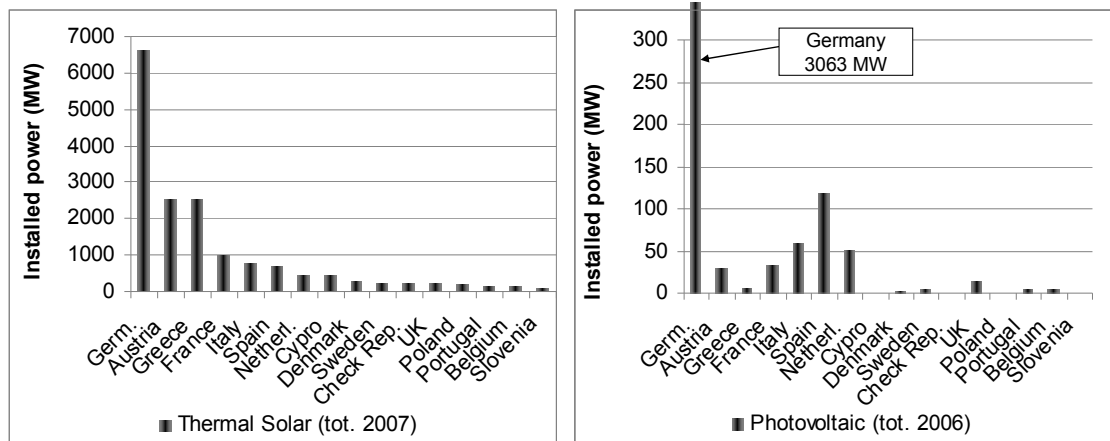 Installed power (MW)
7000
6000
5000
4000
3000
2000
1000
0
Germ.
Austria
Greece
France
Italy
Spain
Netherl.
Cypro
Denmark
Sweden
Check Rep.
UK
Poland
Portugal
Belgium
Slovenia
Thermal Solar (tot. 2007)
Installed power (MW)
300
250
200
150
100
50
0
Germany
3063 MW
Germ.
Austria
Greece
France
Italy
Spain
Netherl.
Cypro
Denmark
Sweden
Check Rep.
UK
Poland
Portugal
Belgium
Slovenia
Photovoltaic (tot. 2006)